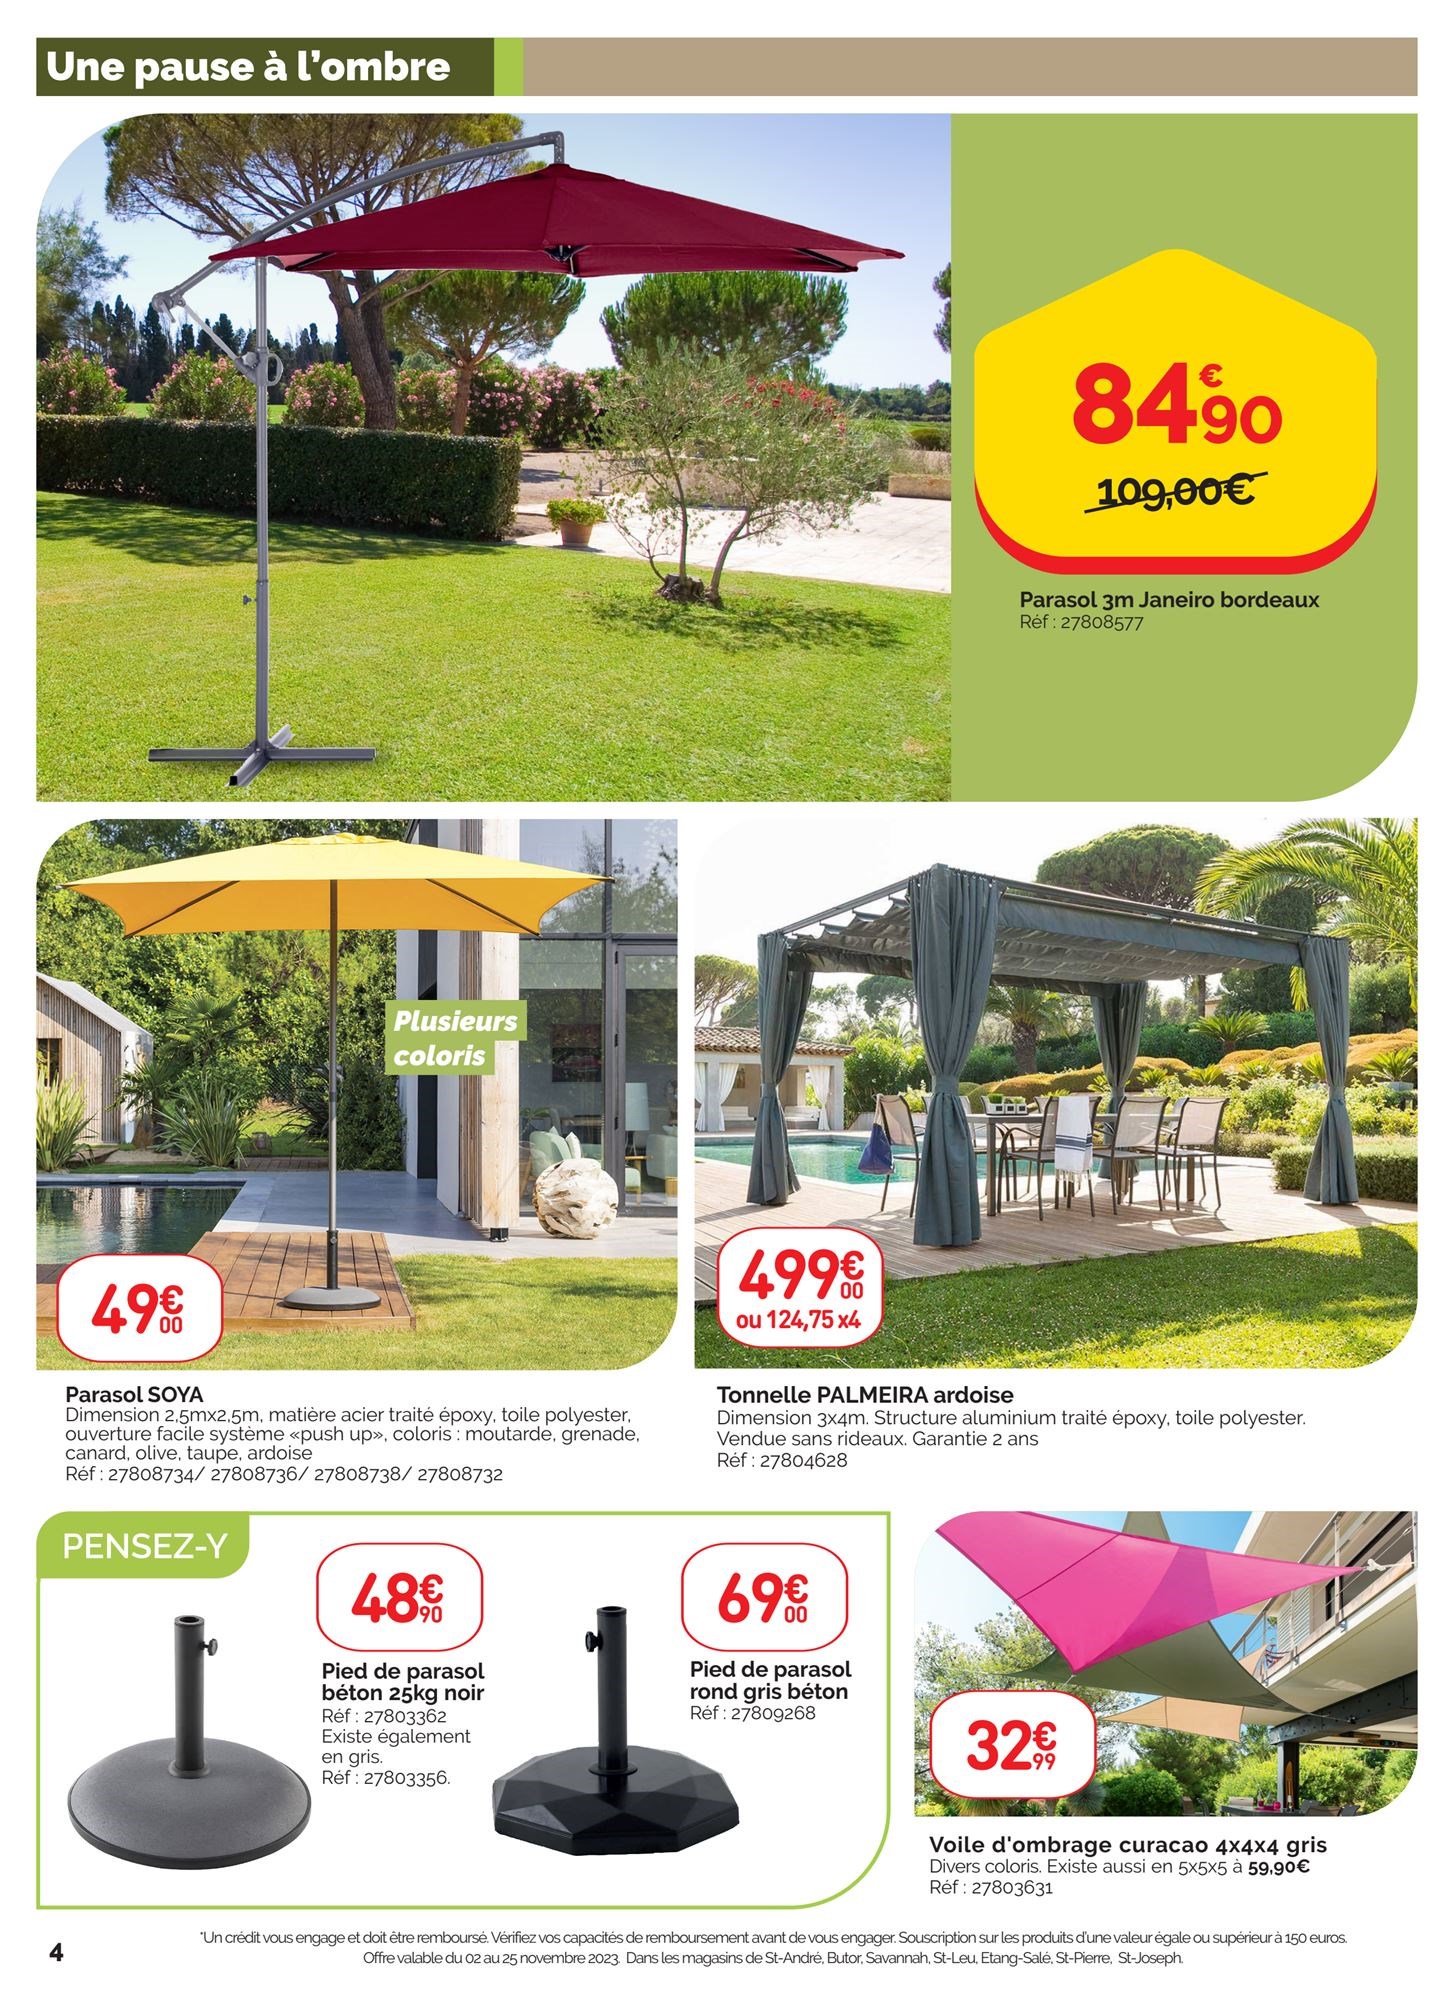 Une pause à l'ombre
84€90
109,00€
Parasol 3m Janeiro bordeaux
Réf : 27808577
Plusieurs
coloris
49€00
Parasol SOYA
Dimension 2,5mx2,5m, matière acier traité époxy, toile polyester,
ouverture facile système «push up», coloris : moutarde, grenade,
canard, olive, taupe, ardoise
Réf : 27808734/ 27808736/ 27808738/ 27808732
499€00
ou 124,75 x4
Tonnelle PALMEIRA ardoise
Dimension 3x4m. Structure aluminium traité époxy, toile polyester.
Vendue sans rideaux. Garantie 2 ans
Réf : 27804628
PENSEZ-Y
48€90
Pied de parasol
béton 25kg noir
Réf : 27803362
Existe également
en gris.
Réf : 27803356.
69€00
Pied de parasol
rond gris béton
Réf : 27809268
32€99
Voile d'ombrage curacao 4x4x4 gris
Divers coloris. Existe aussi en 5x5x5 à 59,90€
Réf : 27803631
*Un crédit vous engage et doit être remboursé. Vérifiez vos capacités de remboursement avant de vous engager. Souscription sur les produits d'une valeur égale ou supérieur à 150 euros.
Offre valable du 02 au 25 novembre 2023. Dans les magasins de St-André, Butor, Savannah, St-Leu, Etang-Salé, St-Pierre, St-Joseph.
4